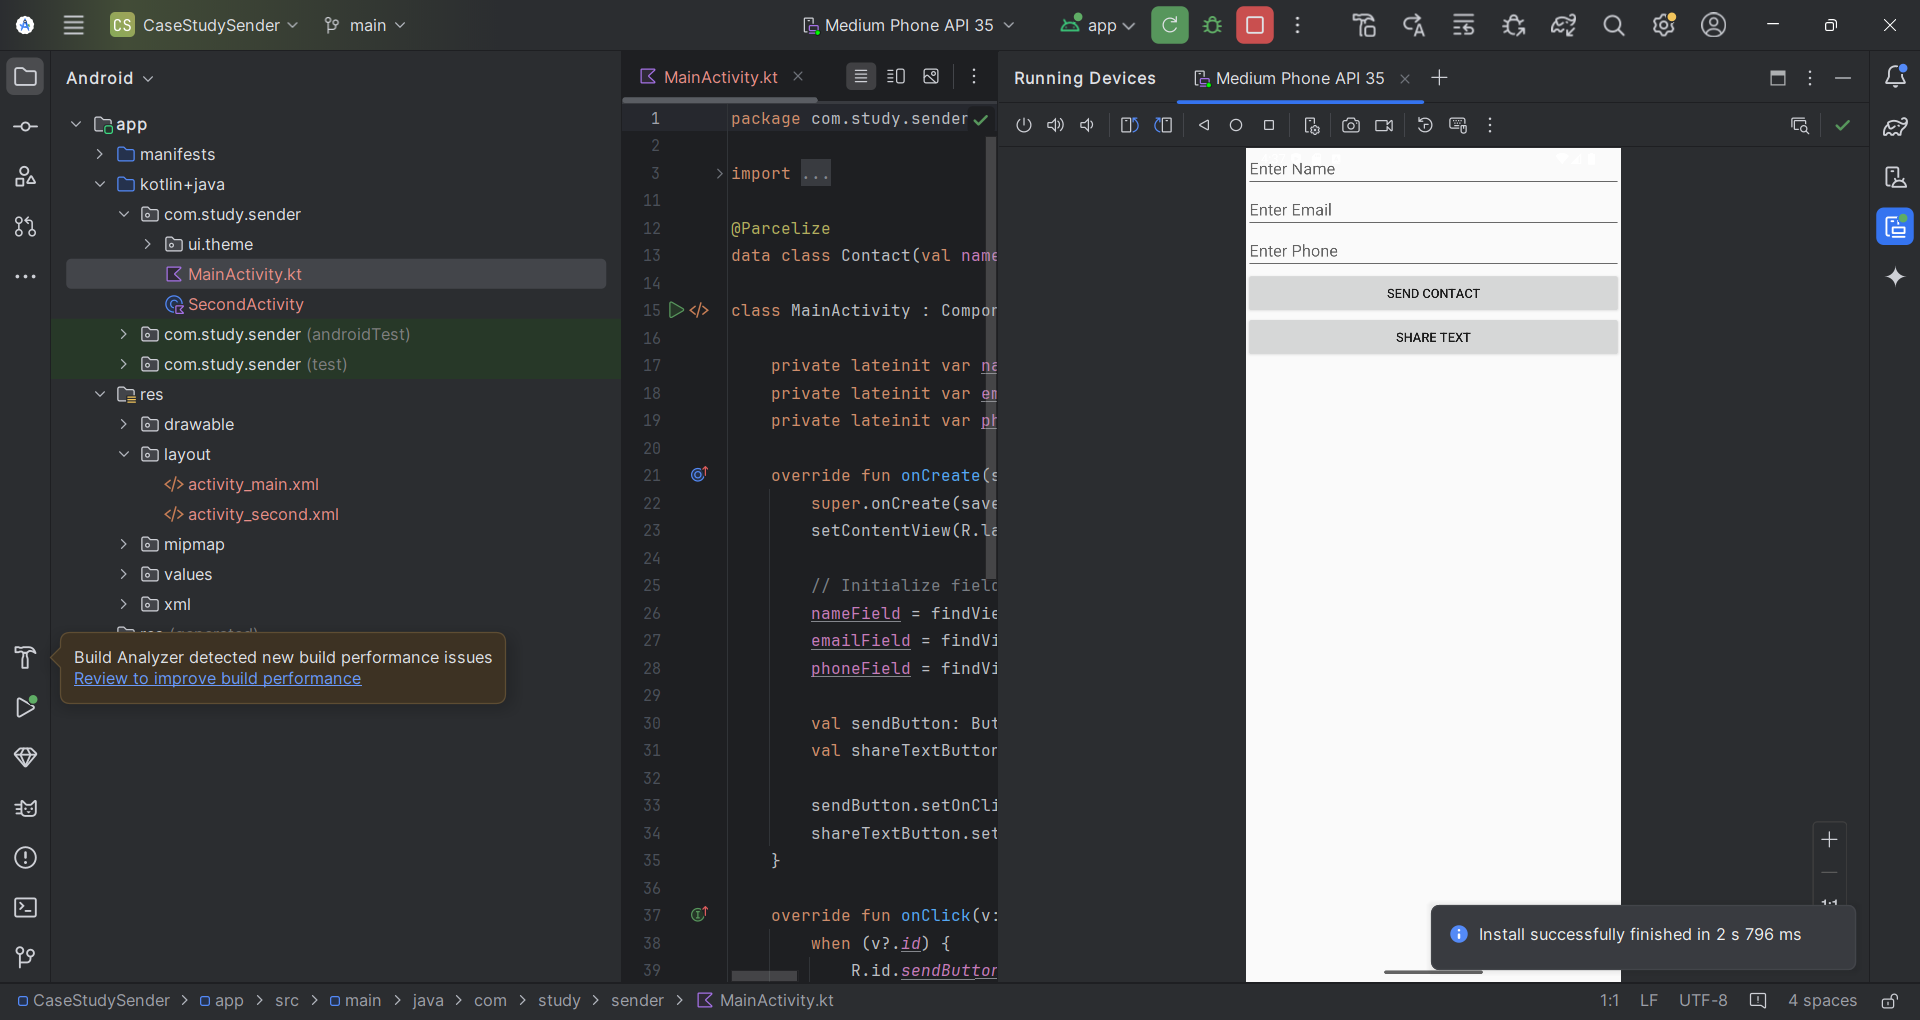 CS CaseStudySender main Medium Phone API 35 app
Android
app
manifests
kotlin+java
com.study.sender
ui.theme
MainActivity.kt
SecondActivity
com.study.sender (androidTest)
com.study.sender (test)
res
drawable
layout
activity_main.xml
activity_second.xml
mipmap
values
xml
res (generated)
Build Analyzer detected new build performance issues
Review to improve build performance
MainActivity.kt
1 package com.study.sender
2
3 import ...
11
12 @Parcelize
13 data class Contact(val name
14
15 class MainActivity : Compon
16
17 private lateinit var na
18 private lateinit var em
19 private lateinit var ph
20
21 override fun onCreate(s
22 super.onCreate(save
23 setContentView(R.la
24
25 // Initialize field
26 nameField = findVie
27 emailField = findVi
28 phoneField = findVi
29
30 val sendButton: But
31 val shareTextButton
32
33 sendButton.setOnCli
34 shareTextButton.set
35 }
36
37 override fun onClick(v:
38 when (v?.id) {
39 R.id.sendButton
Running Devices Medium Phone API 35
Enter Name
Enter Email
Enter Phone
SEND CONTACT
SHARE TEXT
1:1
Install successfully finished in 2 s 796 ms
CaseStudySender > app > src > main > java > com > study > sender > MainActivity.kt
1:1 LF UTF-8 4 spaces